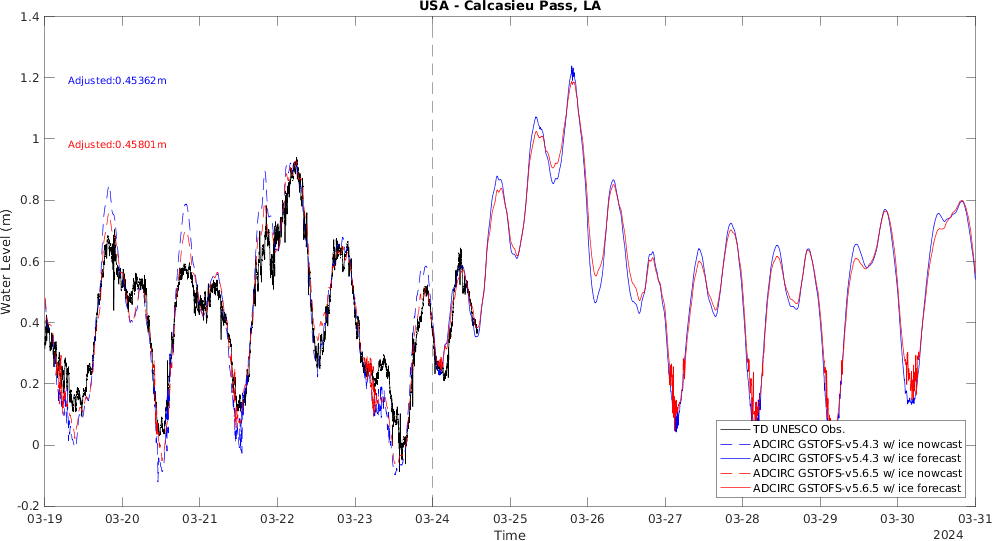 USA - Calcasieu Pass, LA
1.4
1.2
1
0.8
0.6
0.4
0.2
0
-0.2
Water Level (m)
Adjusted:0.45362m
Adjusted:0.45801m
TD UNESCO Obs.
ADCIRC GSTOFS-v5.4.3 w/ ice nowcast
ADCIRC GSTOFS-v5.4.3 w/ ice forecast
ADCIRC GSTOFS-v5.6.5 w/ ice nowcast
ADCIRC GSTOFS-v5.6.5 w/ ice forecast
03-19 03-20 03-21 03-22 03-23 03-24 03-25 03-26 03-27 03-28 03-29 03-30 03-31
Time
2024